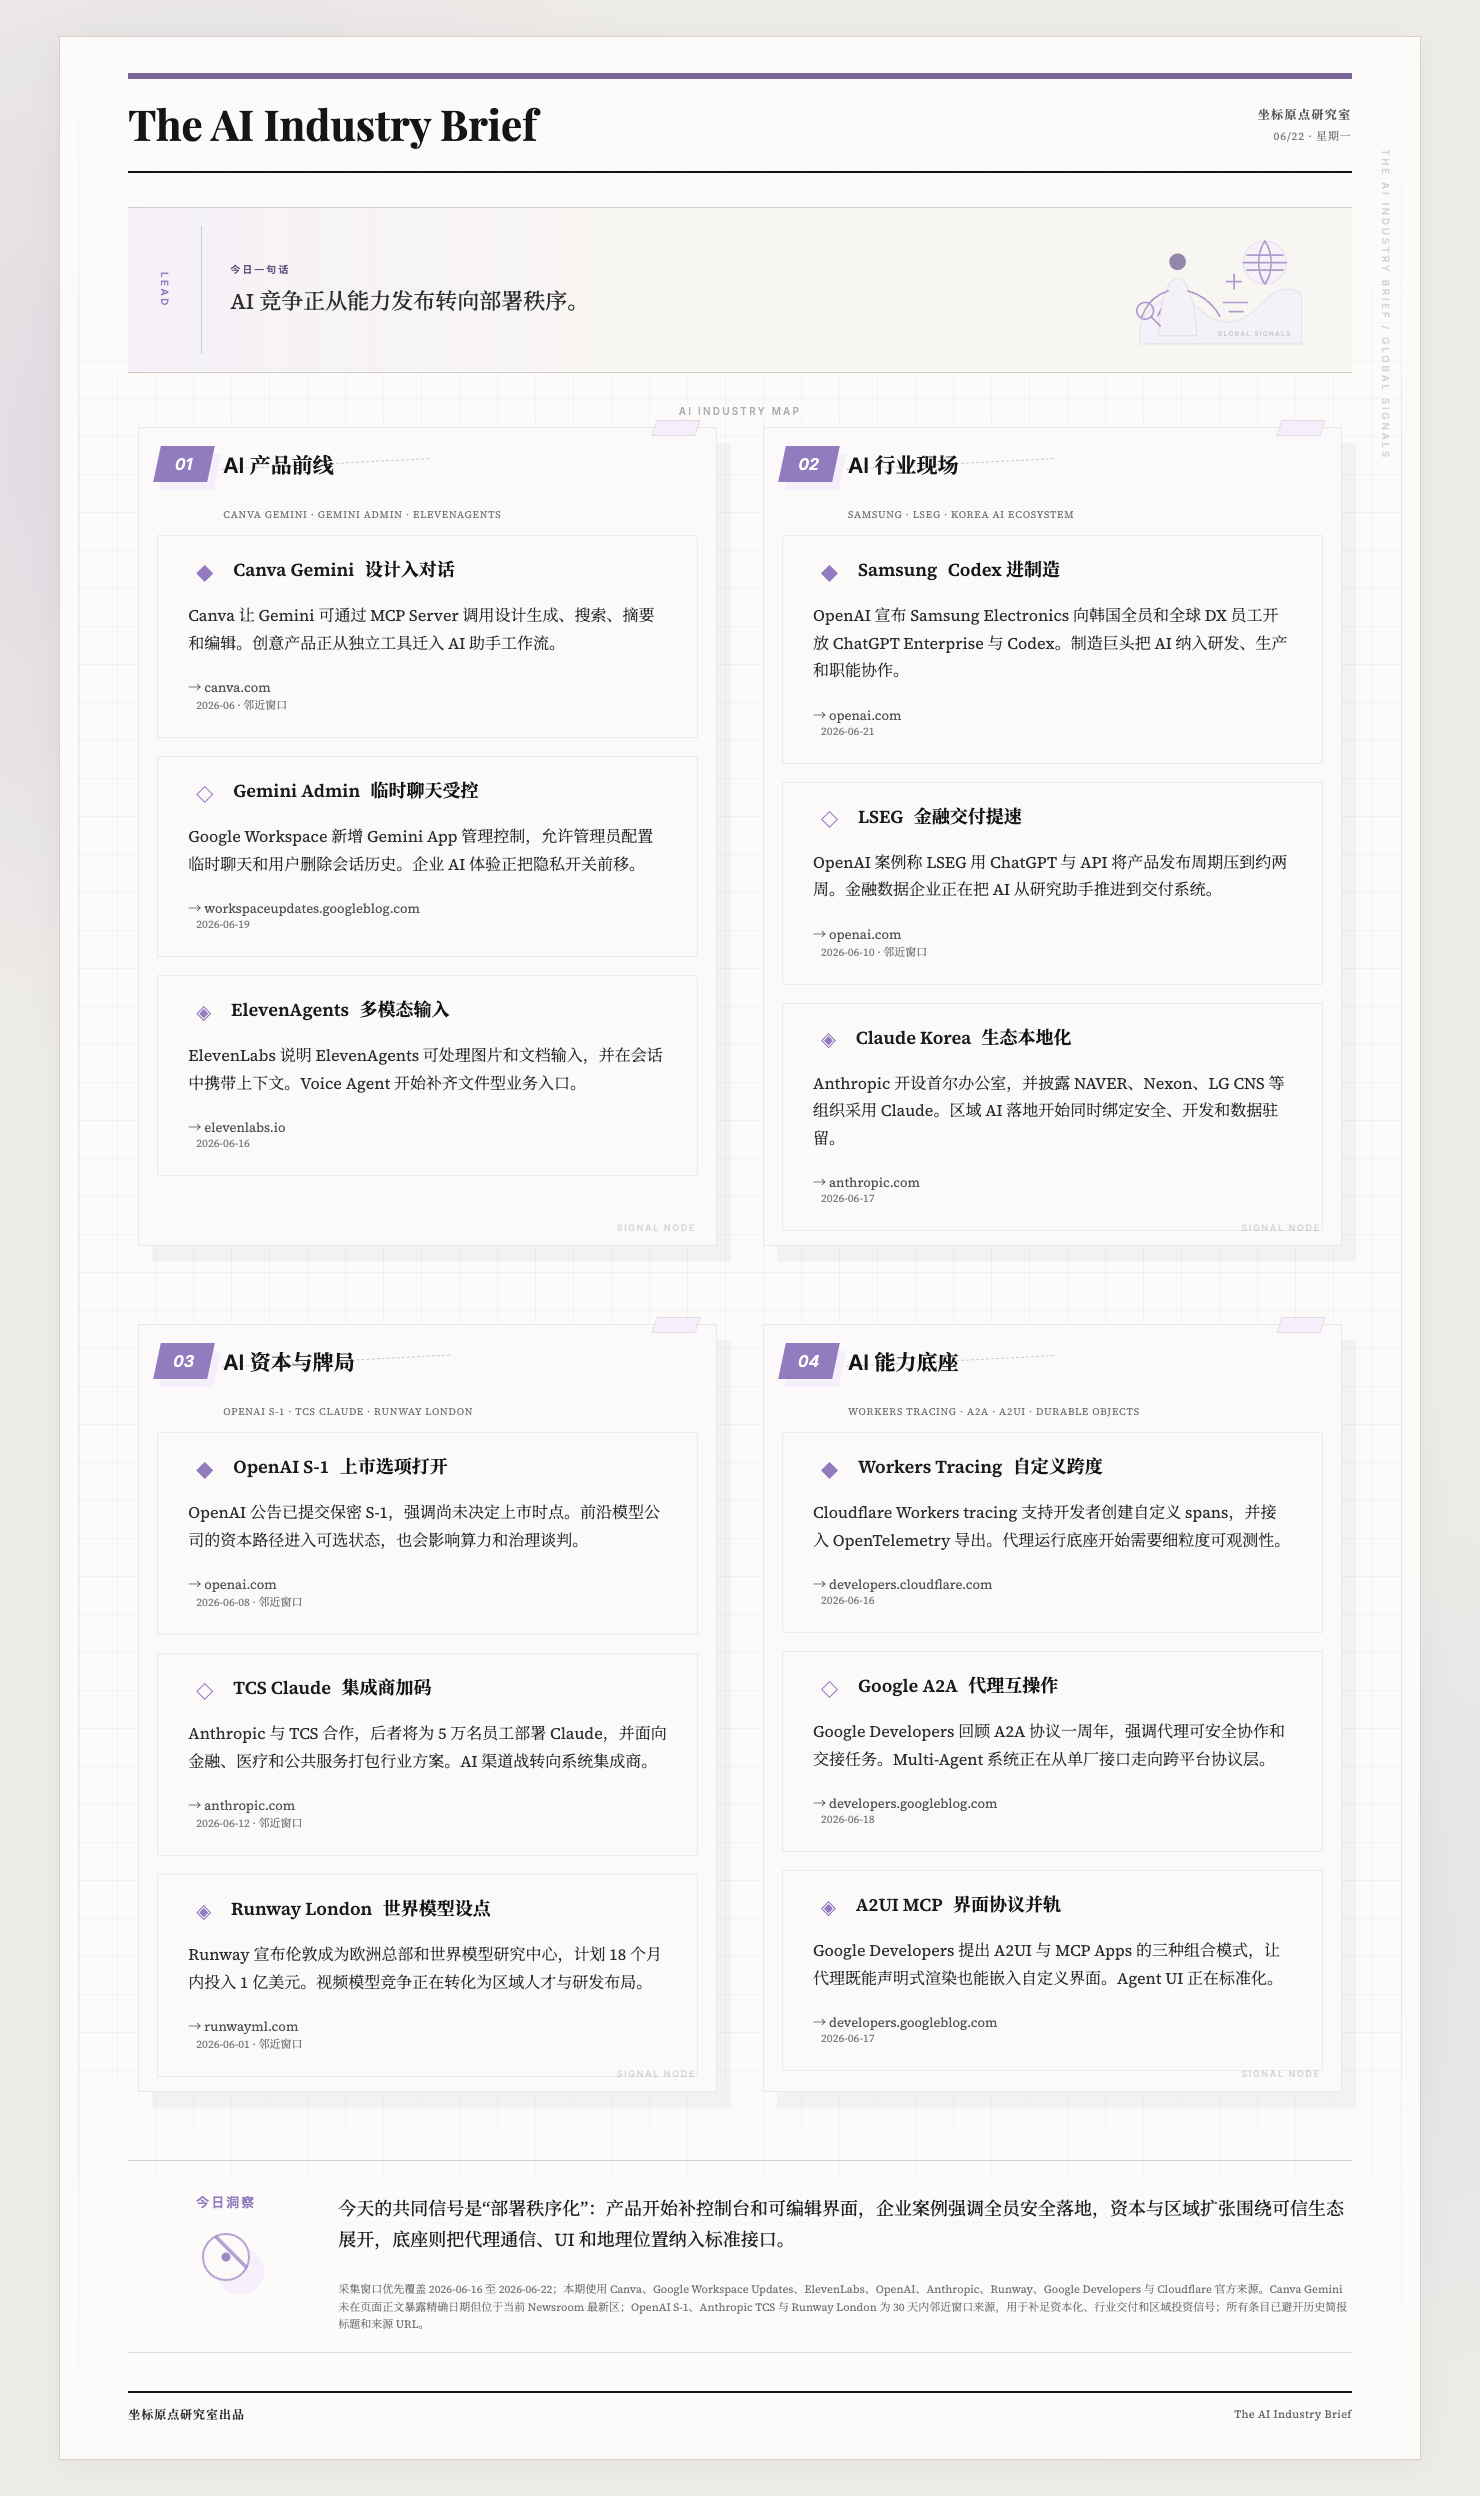 The AI Industry Brief
坐标原点研究室
06/22 · 星期一
THE AI INDUSTRY BRIEF / GLOBAL SIGNALS
LEAD
今日一句话
AI 竞争正从能力发布转向部署秩序。
GLOBAL SIGNALS
AI INDUSTRY MAP
01
AI 产品前线
CANVA GEMINI · GEMINI ADMIN · ELEVENAGENTS
◆ Canva Gemini 设计入对话
Canva 让 Gemini 可通过 MCP Server 调用设计生成、搜索、摘要
和编辑。创意产品正从独立工具迁入 AI 助手工作流。
→ canva.com
2026-06 · 邻近窗口
◇ Gemini Admin 临时聊天受控
Google Workspace 新增 Gemini App 管理控制，允许管理员配置
临时聊天和用户删除会话历史。企业 AI 体验正把隐私开关前移。
→ workspaceupdates.googleblog.com
2026-06-19
◈ ElevenAgents 多模态输入
ElevenLabs 说明 ElevenAgents 可处理图片和文档输入，并在会话
中携带上下文。Voice Agent 开始补齐文件型业务入口。
→ elevenlabs.io
2026-06-16
SIGNAL NODE
02
AI 行业现场
SAMSUNG · LSEG · KOREA AI ECOSYSTEM
◆ Samsung Codex 进制造
OpenAI 宣布 Samsung Electronics 向韩国全员和全球 DX 员工开
放 ChatGPT Enterprise 与 Codex。制造巨头把 AI 纳入研发、生产
和职能协作。
→ openai.com
2026-06-21
◇ LSEG 金融交付提速
OpenAI 案例称 LSEG 用 ChatGPT 与 API 将产品发布周期压到约两
周。金融数据企业正在把 AI 从研究助手推进到交付系统。
→ openai.com
2026-06-10 · 邻近窗口
◈ Claude Korea 生态本地化
Anthropic 开设首尔办公室，并披露 NAVER、Nexon、LG CNS 等
组织采用 Claude。区域 AI 落地开始同时绑定安全、开发和数据驻
留。
→ anthropic.com
2026-06-17
SIGNAL NODE
03
AI 资本与牌局
OPENAI S-1 · TCS CLAUDE · RUNWAY LONDON
◆ OpenAI S-1 上市选项打开
OpenAI 公告已提交保密 S-1，强调尚未决定上市时点。前沿模型公
司的资本路径进入可选状态，也会影响算力和治理谈判。
→ openai.com
2026-06-08 · 邻近窗口
◇ TCS Claude 集成商加码
Anthropic 与 TCS 合作，后者将为 5 万名员工部署 Claude，并面向
金融、医疗和公共服务打包行业方案。AI 渠道战转向系统集成商。
→ anthropic.com
2026-06-12 · 邻近窗口
◈ Runway London 世界模型设点
Runway 宣布伦敦成为欧洲总部和世界模型研究中心，计划 18 个月
内投入 1 亿美元。视频模型竞争正在转化为区域人才与研发布局。
→ runwayml.com
2026-06-01 · 邻近窗口
SIGNAL NODE
04
AI 能力底座
WORKERS TRACING · A2A · A2UI · DURABLE OBJECTS
◆ Workers Tracing 自定义跨度
Cloudflare Workers tracing 支持开发者创建自定义 spans，并接
入 OpenTelemetry 导出。代理运行底座开始需要细粒度可观测性。
→ developers.cloudflare.com
2026-06-16
◇ Google A2A 代理互操作
Google Developers 回顾 A2A 协议一周年，强调代理可安全协作和
交接任务。Multi-Agent 系统正在从单厂接口走向跨平台协议层。
→ developers.googleblog.com
2026-06-18
◈ A2UI MCP 界面协议并轨
Google Developers 提出 A2UI 与 MCP Apps 的三种组合模式，让
代理既能声明式渲染也能嵌入自定义界面。Agent UI 正在标准化。
→ developers.googleblog.com
2026-06-17
SIGNAL NODE
今日洞察
今天的共同信号是“部署秩序化”：产品开始补控制台和可编辑界面，企业案例强调全员安全落地，资本与区域扩张围绕可信生态
展开，底座则把代理通信、UI 和地理位置纳入标准接口。
采集窗口优先覆盖 2026-06-16 至 2026-06-22；本期使用 Canva、Google Workspace Updates、ElevenLabs、OpenAI、Anthropic、Runway、Google Developers 与 Cloudflare 官方来源。Canva Gemini
未在页面正文暴露精确日期但位于当前 Newsroom 最新区；OpenAI S-1、Anthropic TCS 与 Runway London 为 30 天内邻近窗口来源，用于补足资本化、行业交付和区域投资信号；所有条目已避开历史简报
标题和来源 URL。
坐标原点研究室出品
The AI Industry Brief